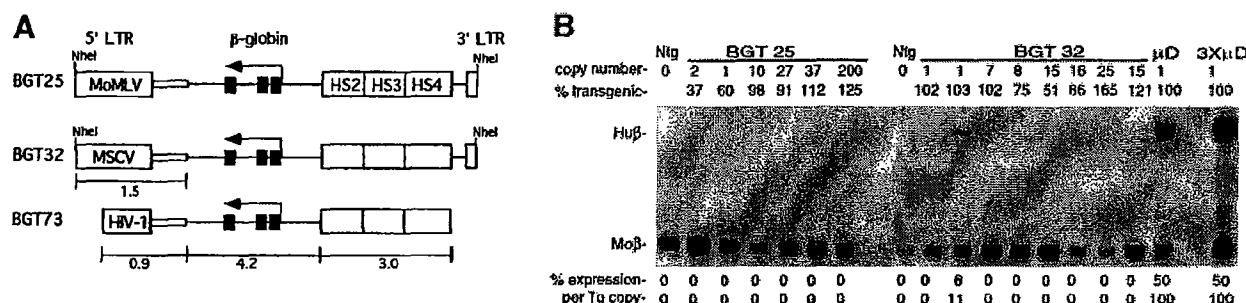 A
5' LTR
β-globin
3' LTR
NheI
NheI
BGT25
MoMLV
HS2 HS3 HS4
NheI
NheI
BGT32
MSCV
1.5
BGT73
HIV-1
0.9 4.2 3.0
B
Ntg BGT 25 Ntg BGT 32 μD 3XμD
copy number- 0 2 1 10 27 37 200 0 1 1 7 8 15 16 25 15 1 1
% transgenic- 37 60 98 91 112 125 102 103 102 75 51 86 165 121 100 100
Huβ-
Moβ-
% expression- 0 0 0 0 0 0 0 0 0 6 0 0 0 0 0 0 50 50
per Tg copy- 0 0 0 0 0 0 0 0 0 11 0 0 0 0 0 0 100 100